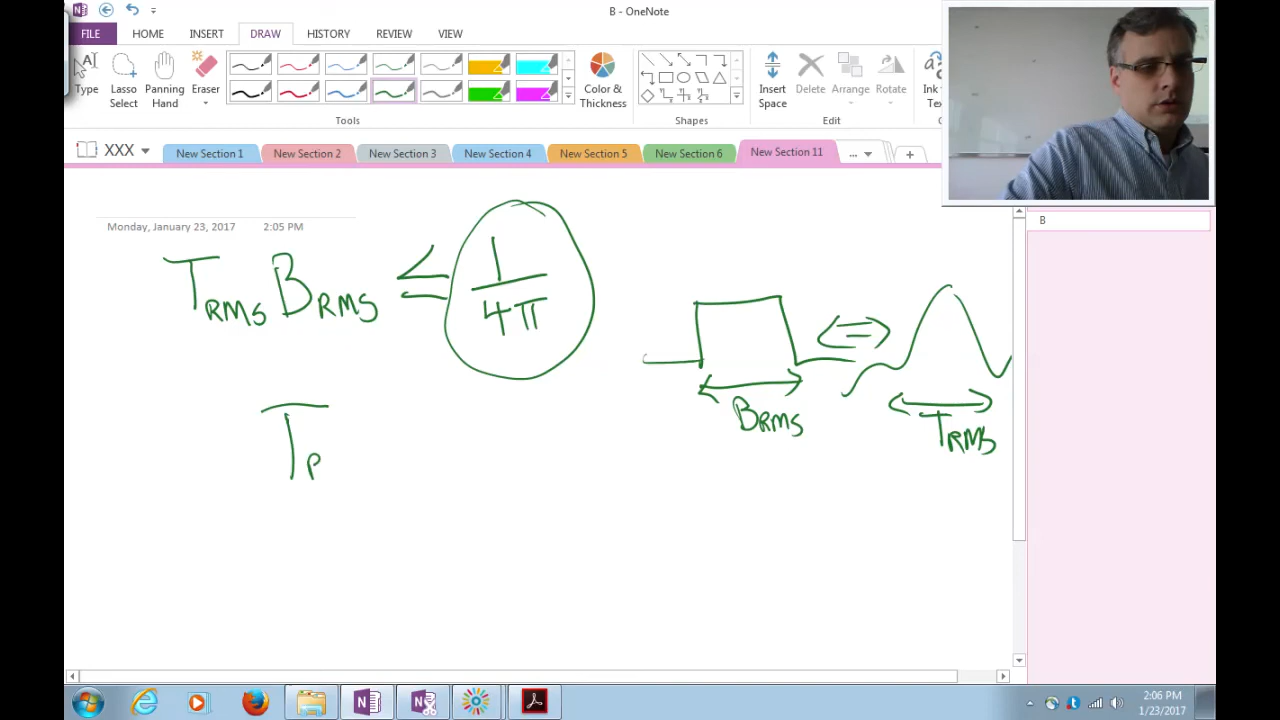 B - OneNote
FILE HOME INSERT DRAW HISTORY REVIEW VIEW
Type
Lasso Select
Panning Hand
Eraser
Color & Thickness
Insert Space
Delete
Arrange
Rotate
Ink to Text
Tools
Shapes
Edit
XXX New Section 1 New Section 2 New Section 3 New Section 4 New Section 5 New Section 6 New Section 11 ...
B
Monday, January 23, 2017 2:05 PM
TRMS BRMS ≤ 1/4π
BRMS
TRMS
TP
2:06 PM
1/23/2017